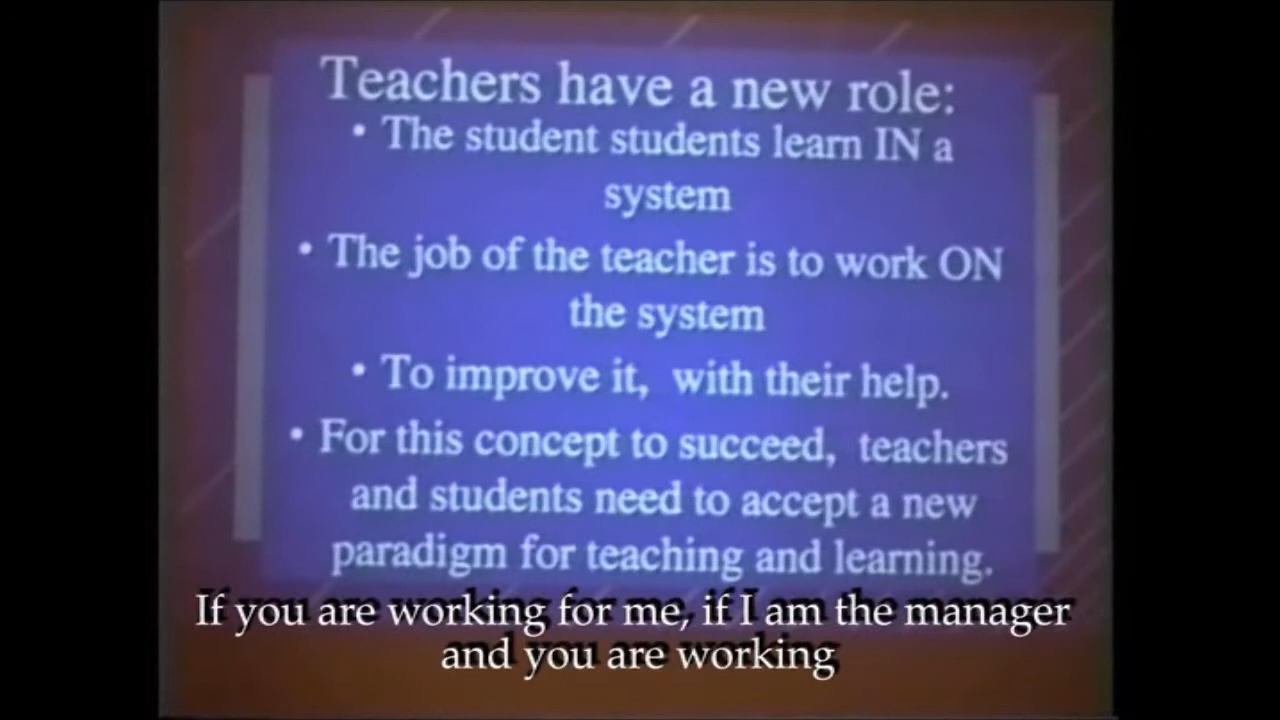 Teachers have a new role:
• The student students learn IN a
system
• The job of the teacher is to work ON
the system
• To improve it, with their help.
• For this concept to succeed, teachers
and students need to accept a new
paradigm for teaching and learning.
If you are working for me, if I am the manager
and you are working